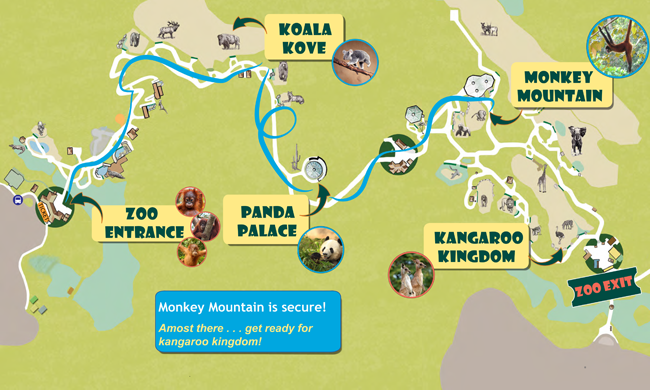 KOALA
KOVE
MONKEY
MOUNTAIN
ZOO
ENTRANCE
PANDA
PALACE
KANGAROO
KINGDOM
ZOO EXIT
Monkey Mountain is secure!
Amost there . . . get ready for
kangaroo kingdom!